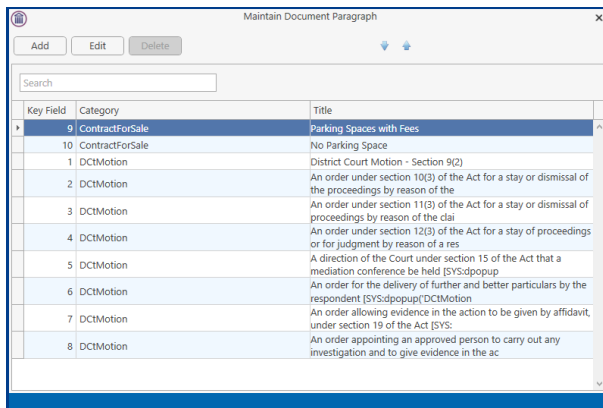 Maintain Document Paragraph
Add Edit Delete
Search
Key Field Category Title
9 ContractForSale Parking Spaces with Fees
10 ContractForSale No Parking Space
1 DCtMotion District Court Motion - Section 9(2)
2 DCtMotion An order under section 10(3) of the Act for a stay or dismissal of
the proceedings by reason of the
3 DCtMotion An order under section 11(3) of the Act for a stay or dismissal of
proceedings by reason of the clai
4 DCtMotion An order under section 12(3) of the Act for a stay of proceedings
or for judgment by reason of a res
5 DCtMotion A direction of the Court under section 15 of the Act that a
mediation conference be held [SYS:dpopup
6 DCtMotion An order for the delivery of further and better particulars by the
respondent [SYS:dpopup('DCtMotion
7 DCtMotion An order allowing evidence in the action to be given by affidavit,
under section 19 of the Act [SYS:
8 DCtMotion An order appointing an approved person to carry out any
investigation and to give evidence in the ac